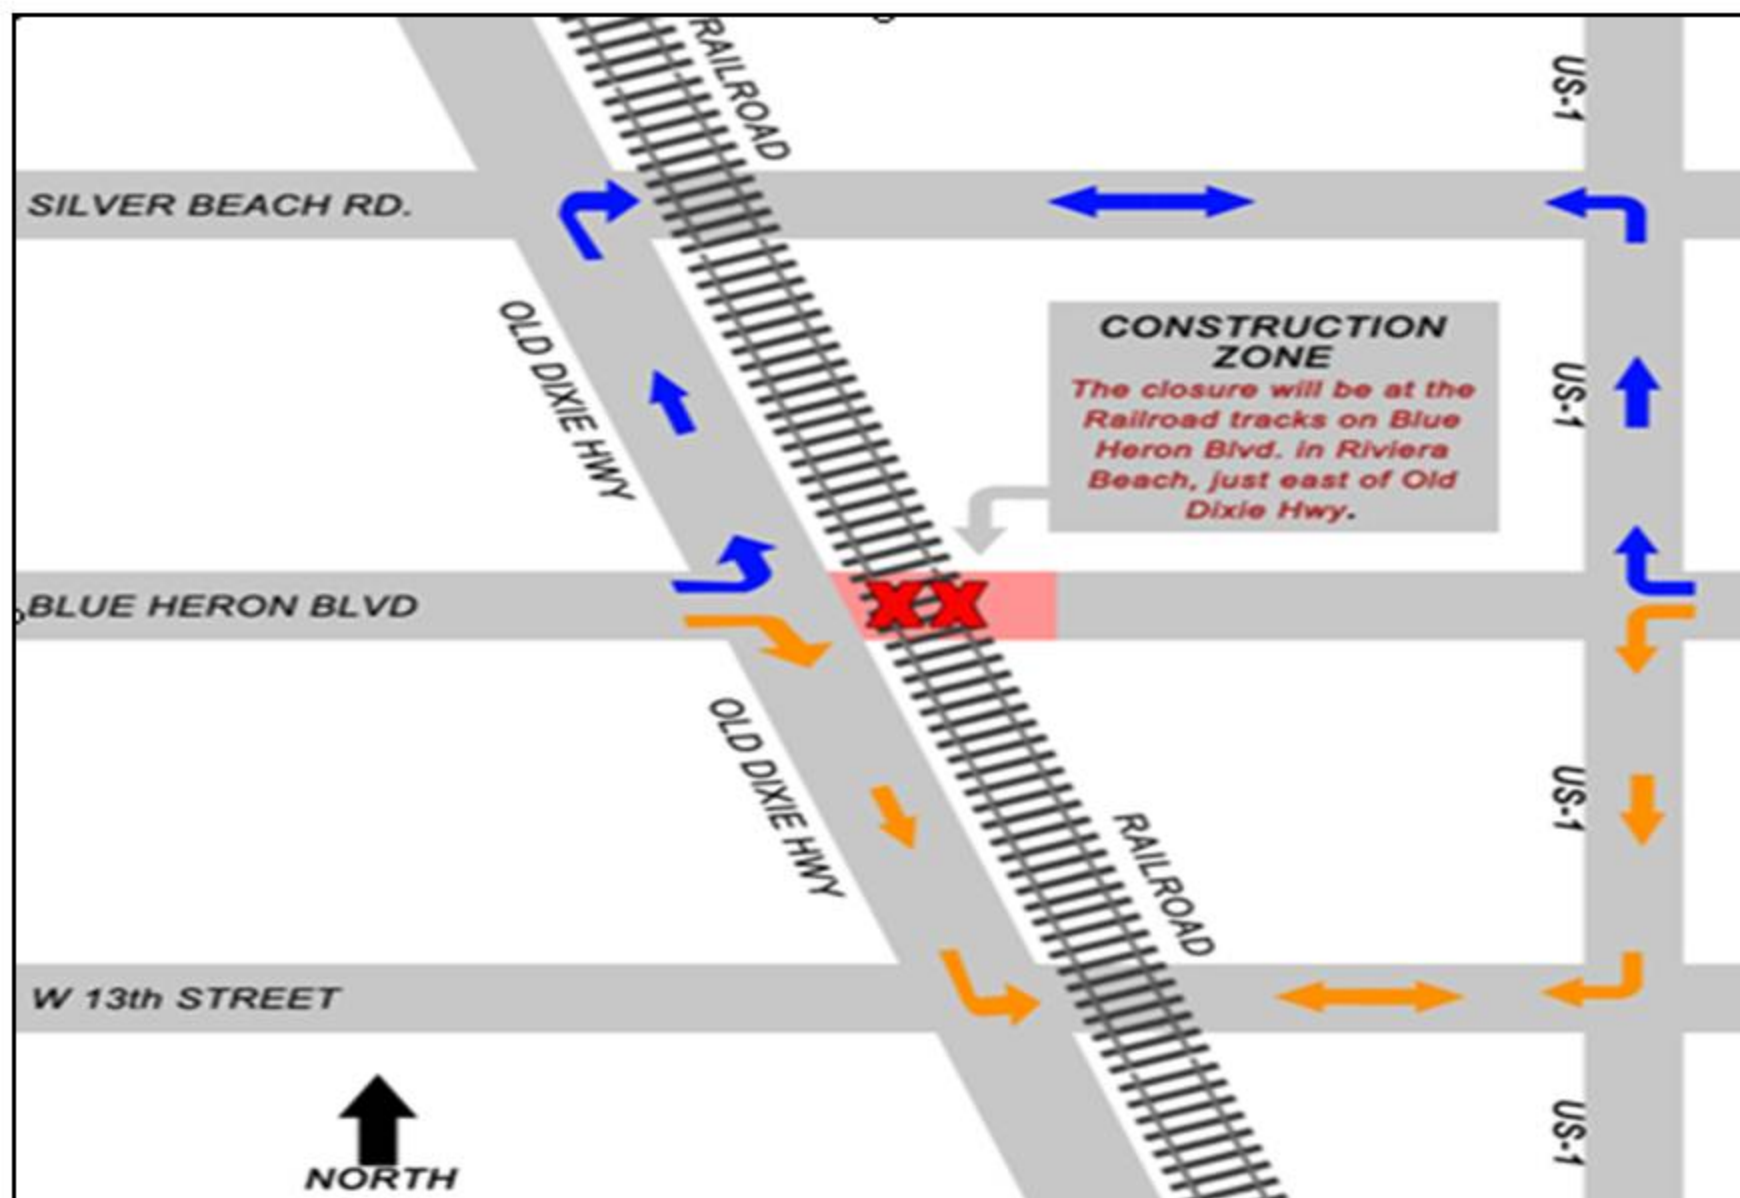 RAILROAD
US-1
SILVER BEACH RD.
OLD DIXIE HWY
CONSTRUCTION
ZONE
The closure will be at the
Railroad tracks on Blue
Heron Blvd. in Riviera
Beach, just east of Old
Dixie Hwy.
US-1
BLUE HERON BLVD
XX
OLD DIXIE HWY
US-1
RAILROAD
W 13th STREET
US-1
NORTH